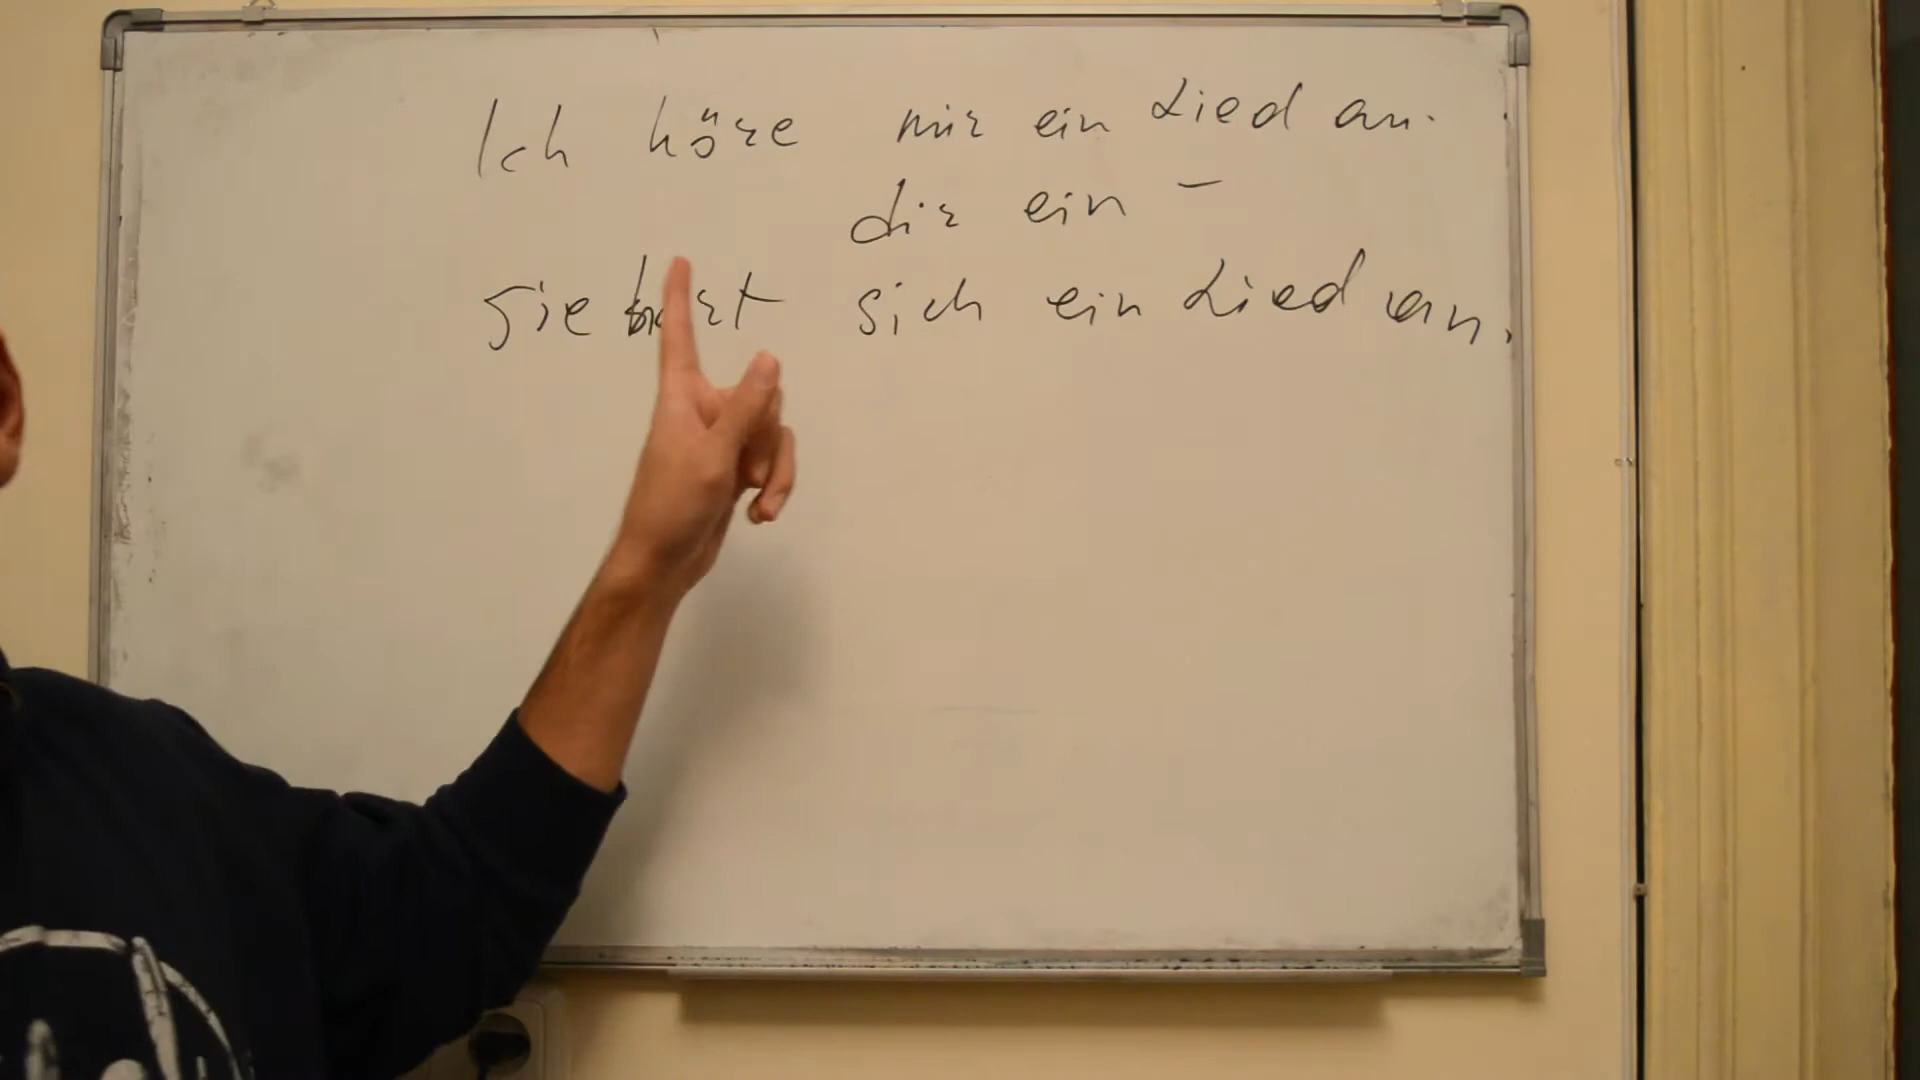 Ich höre mir ein Lied an.
dir ein –
Sie sich ein Lied an.